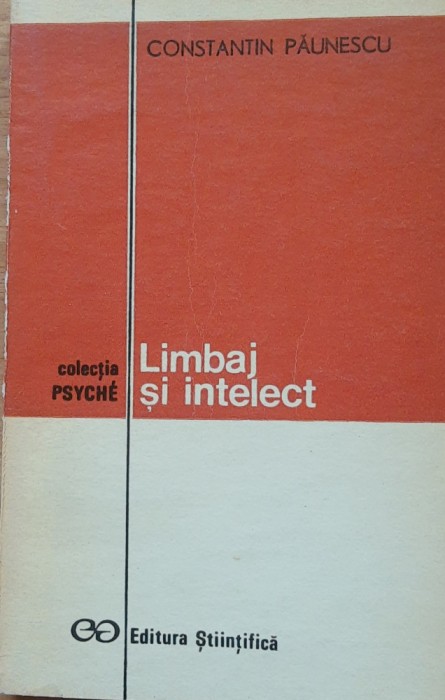 CONSTANTIN PĂUNESCU
colecția
PSYCHÉ
Limbaj
și intelect
Editura Științifică